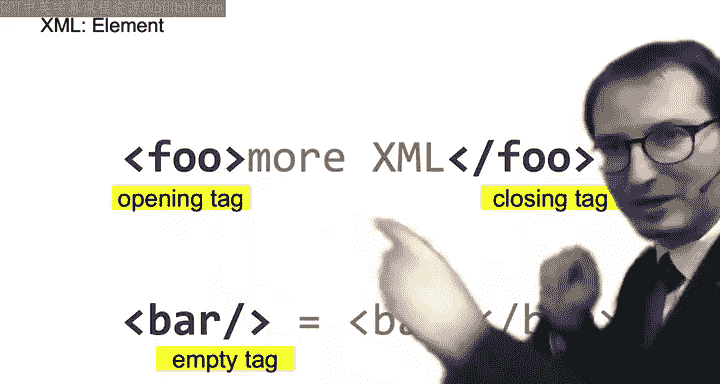 XML: Element
<foo>more XML</foo>
opening tag
closing tag
<bar/> =
empty tag